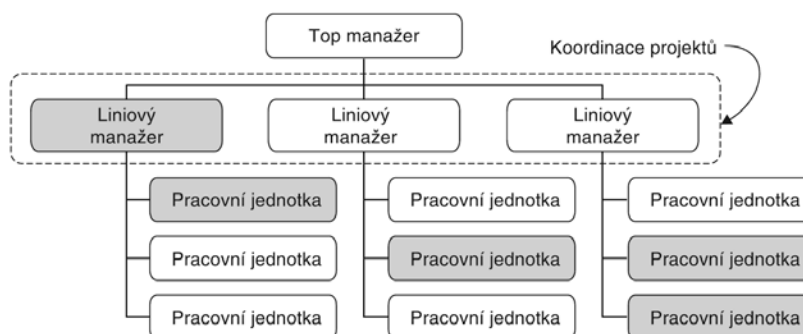 Top manažer
Koordinace projektů
Liniový
manažer
Liniový
manažer
Liniový
manažer
Pracovní jednotka
Pracovní jednotka
Pracovní jednotka
Pracovní jednotka
Pracovní jednotka
Pracovní jednotka
Pracovní jednotka
Pracovní jednotka
Pracovní jednotka